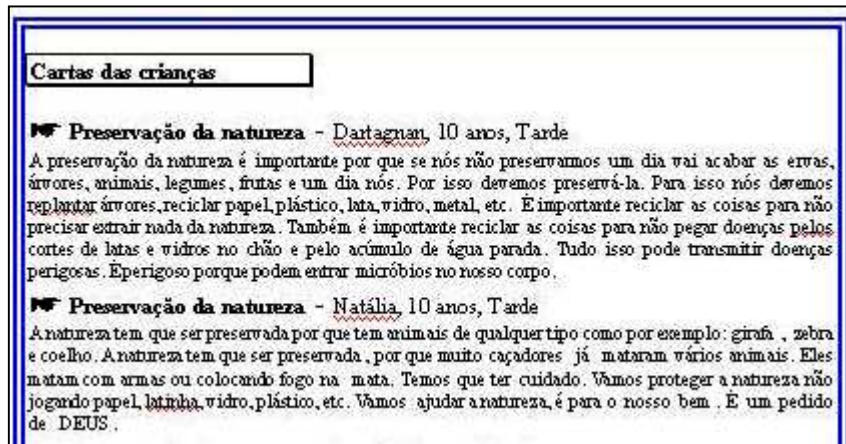 Cartas das crianças
☛ Preservação da natureza - Dartagnan, 10 anos, Tarde
A preservação da natureza é importante por que se nós não preservarmos um dia vai acabar as ervas,
árvores, animais, legumes, frutas e um dia nós. Por isso devemos preservá-la. Para isso nós devemos
replantar árvores, reciclar papel, plástico, lata, vidro, metal, etc. É importante reciclar as coisas para não
precisar extrair nada da natureza. Também é importante reciclar as coisas para não pegar doenças pelos
cortes de latas e vidros no chão e pelo acúmulo de água parada. Tudo isso pode transmitir doenças
perigosas. É perigoso porque podem entrar micróbios no nosso corpo.
☛ Preservação da natureza - Natália, 10 anos, Tarde
A natureza tem que ser preservada por que tem animais de qualquer tipo como por exemplo: girafa , zebra
e coelho. A natureza tem que ser preservada , por que muito caçadores já mataram vários animais. Eles
matam com armas ou colocando fogo na mata. Temos que ter cuidado. Vamos proteger a natureza não
jogando papel, latinha, vidro, plástico, etc. Vamos ajudar a natureza, é para o nosso bem . É um pedido
de DEUS .